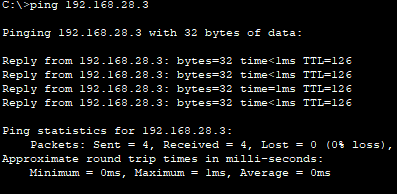 C:\>ping 192.168.28.3
Pinging 192.168.28.3 with 32 bytes of data:
Reply from 192.168.28.3: bytes=32 time<1ms TTL=126
Reply from 192.168.28.3: bytes=32 time<1ms TTL=126
Reply from 192.168.28.3: bytes=32 time=1ms TTL=126
Reply from 192.168.28.3: bytes=32 time<1ms TTL=126
Ping statistics for 192.168.28.3:
    Packets: Sent = 4, Received = 4, Lost = 0 (0% loss),
Approximate round trip times in milli-seconds:
    Minimum = 0ms, Maximum = 1ms, Average = 0ms